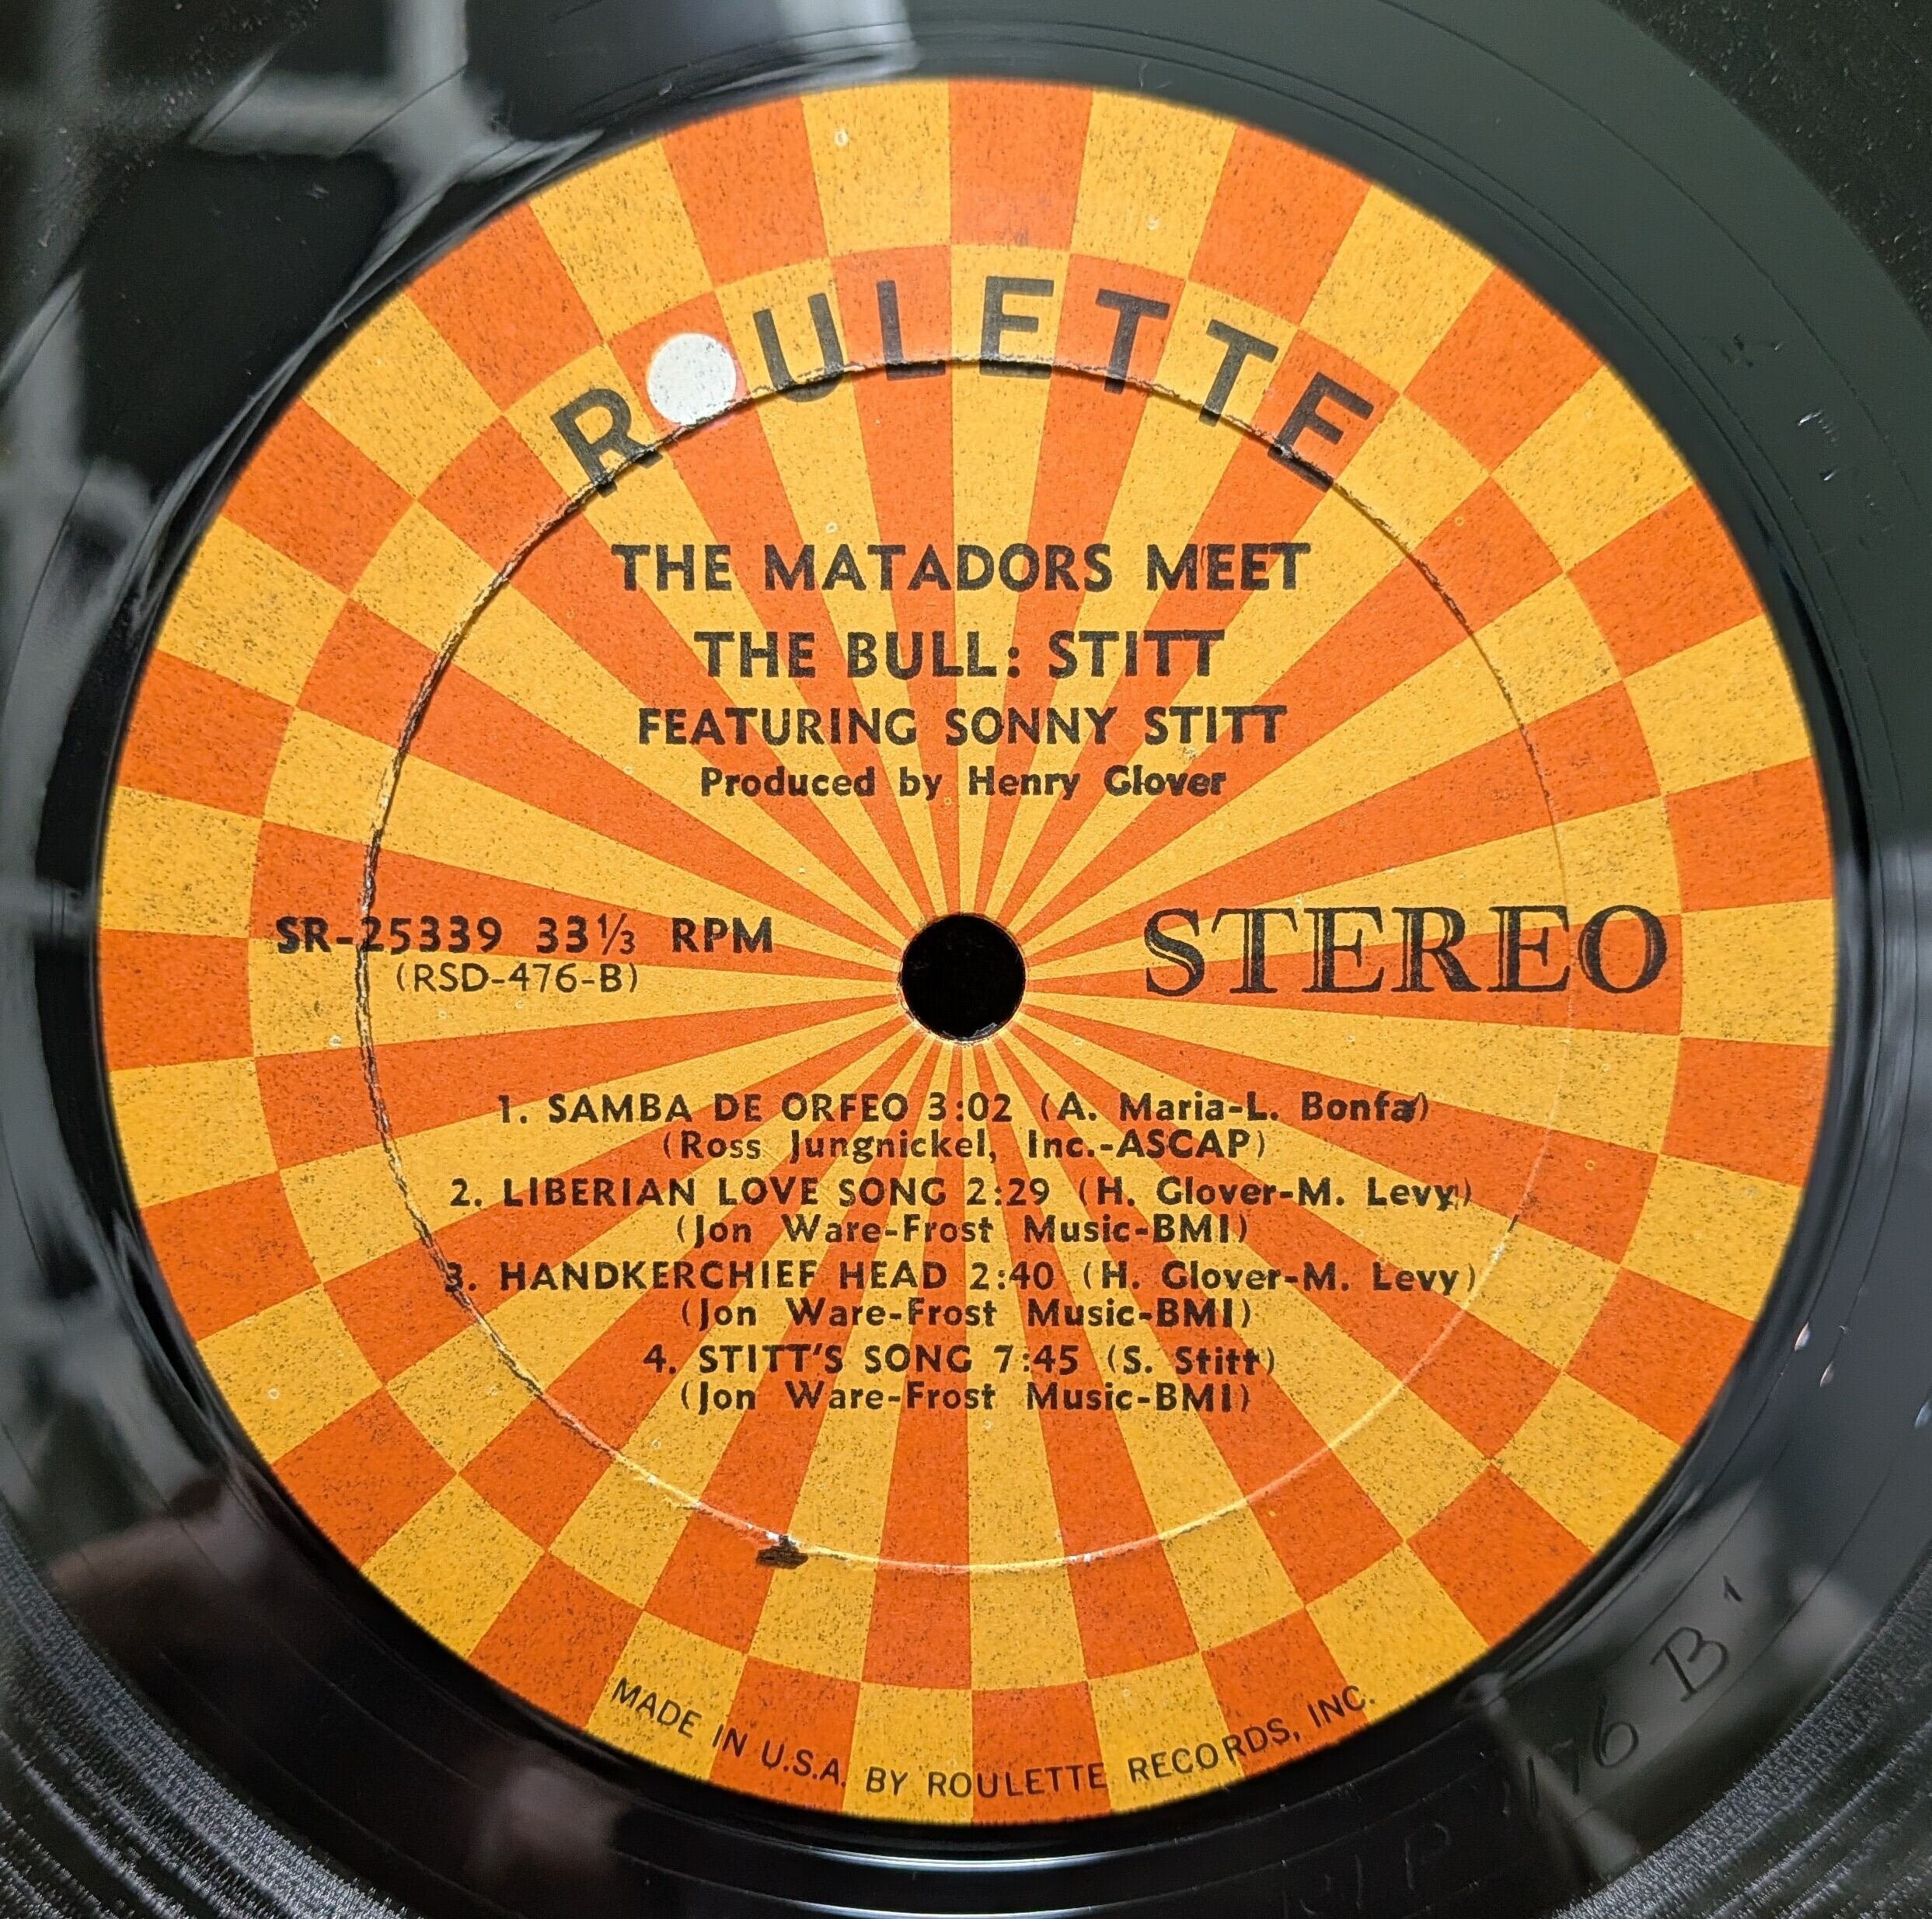 ROULETTE
THE MATADORS MEET
THE BULL: STITT
FEATURING SONNY STITT
Produced by Henry Glover
SR-25339 33⅓ RPM
(RSD-476-B)
STEREO
1. SAMBA DE ORFEO 3:02 (A. Maria-L. Bonfa)
(Ross Jungnickel, Inc.-ASCAP)
2. LIBERIAN LOVE SONG 2:29 (H. Glover-M. Levy)
(Jon Ware-Frost Music-BMI)
3. HANDKERCHIEF HEAD 2:40 (H. Glover-M. Levy)
(Jon Ware-Frost Music-BMI)
4. STITT'S SONG 7:45 (S. Stitt)
(Jon Ware-Frost Music-BMI)
MADE IN U.S.A. BY ROULETTE RECORDS, INC.
B 1